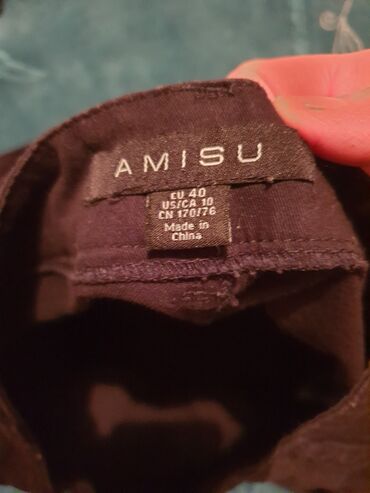 AMISU
EU 40
US/CA 10
CN 170/76
Made in
China